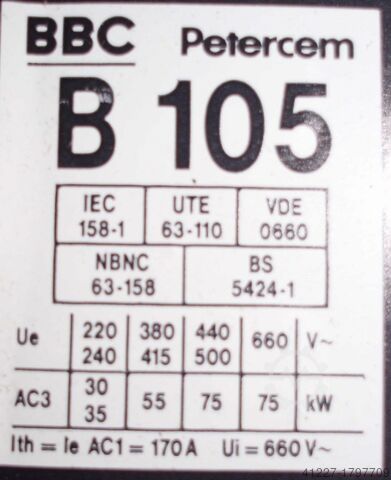 BBC Petercem
B 105
IEC UTE VDE
158-1 63-110 0660
NBNC BS
63-158 5424-1
Ue 220 380 440 660 V~
240 415 500
AC3 30 55 75 75 kW
35
Ith = Ie AC1 = 170 A Ui = 660 V~
41227-1797709